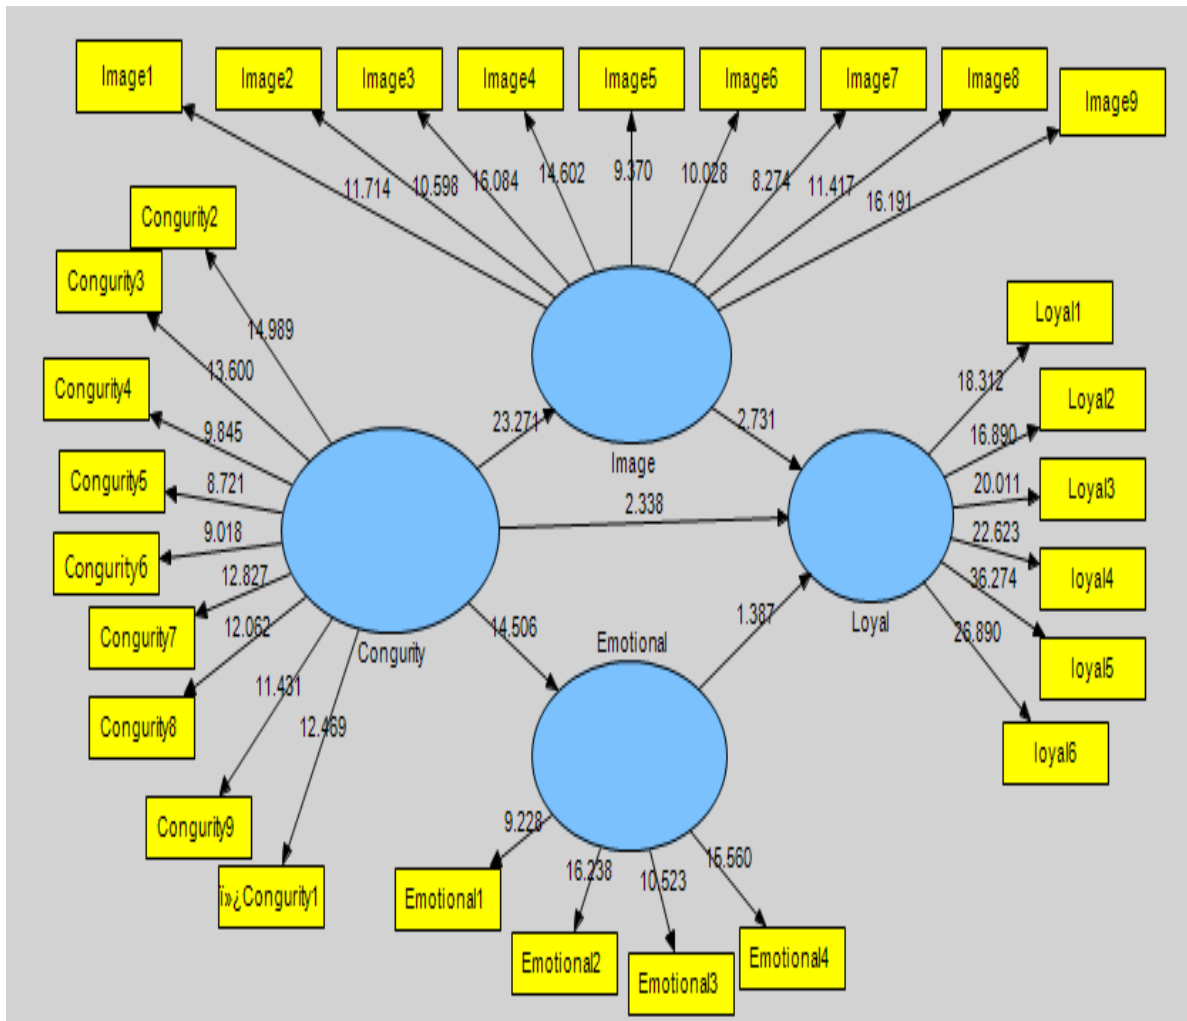 Image1
Image2
Image3
Image4
Image5
Image6
Image7
Image8
Image9
11.714
10.598
16.084
14.602
9.370
10.028
8.274
11.417
16.191
Congurity2
Congurity3
Congurity4
Congurity5
Congurity6
Congurity7
Congurity8
Congurity9
ï»¿Congurity1
14.989
13.600
9.845
8.721
9.018
12.827
12.062
11.431
12.469
Congurity
23.271
Image
2.731
2.338
14.506
Emotional
1.387
Loyal
Loyal1
Loyal2
Loyal3
loyal4
loyal5
loyal6
18.312
16.890
20.011
22.623
36.274
26.890
9.228
16.238
10.523
15.560
Emotional1
Emotional2
Emotional3
Emotional4